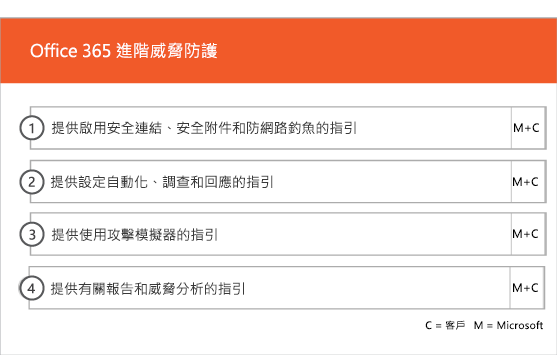 Office 365 進階威脅防護
1 提供啟用安全連結、安全附件和防網路釣魚的指引 M+C
2 提供設定自動化、調查和回應的指引 M+C
3 提供使用攻擊模擬器的指引 M+C
4 提供有關報告和威脅分析的指引 M+C
C = 客戶 M = Microsoft